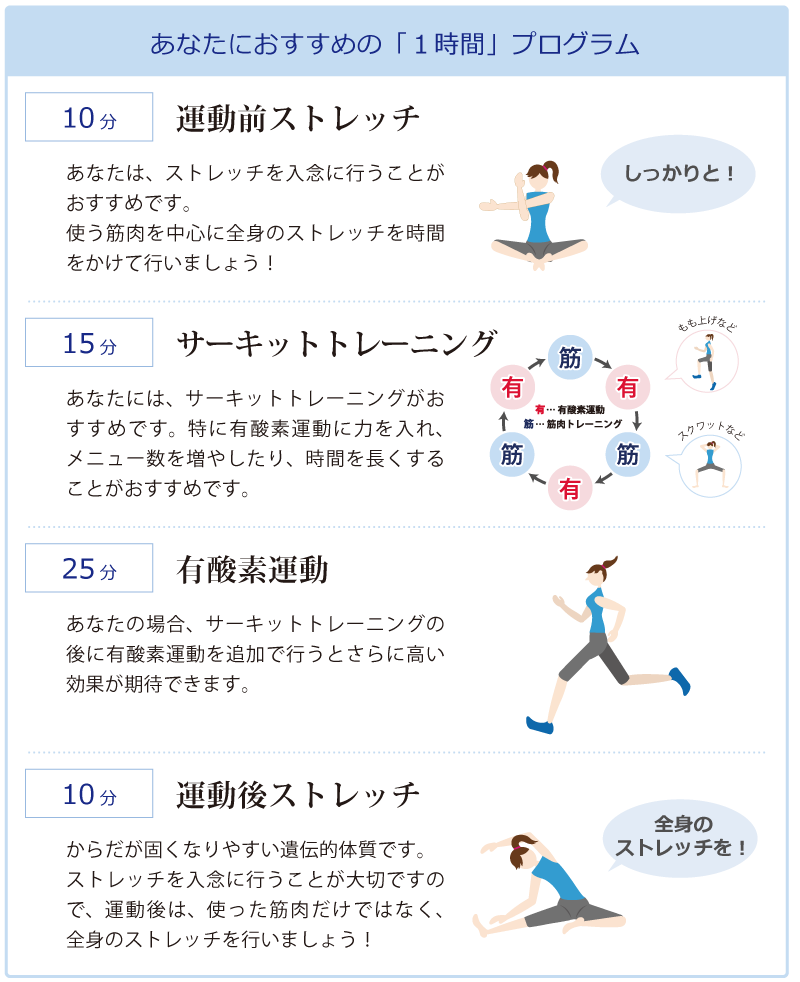 あなたにおすすめの「１時間」プログラム
10分 運動前ストレッチ
あなたは、ストレッチを入念に行うことが
おすすめです。
使う筋肉を中心に全身のストレッチを時間
をかけて行いましょう！
しっかりと！
15分 サーキットトレーニング
あなたには、サーキットトレーニングがお
すすめです。特に有酸素運動に力を入れ、
メニュー数を増やしたり、時間を長くする
ことがおすすめです。
筋
有
有
有… 有酸素運動
筋… 筋肉トレーニング
筋
筋
有
もも上げなど
スクワットなど
25分 有酸素運動
あなたの場合、サーキットトレーニングの
後に有酸素運動を追加で行うとさらに高い
効果が期待できます。
10分 運動後ストレッチ
からだが固くなりやすい遺伝的体質です。
ストレッチを入念に行うことが大切ですの
で、運動後は、使った筋肉だけではなく、
全身のストレッチを行いましょう！
全身の
ストレッチを！